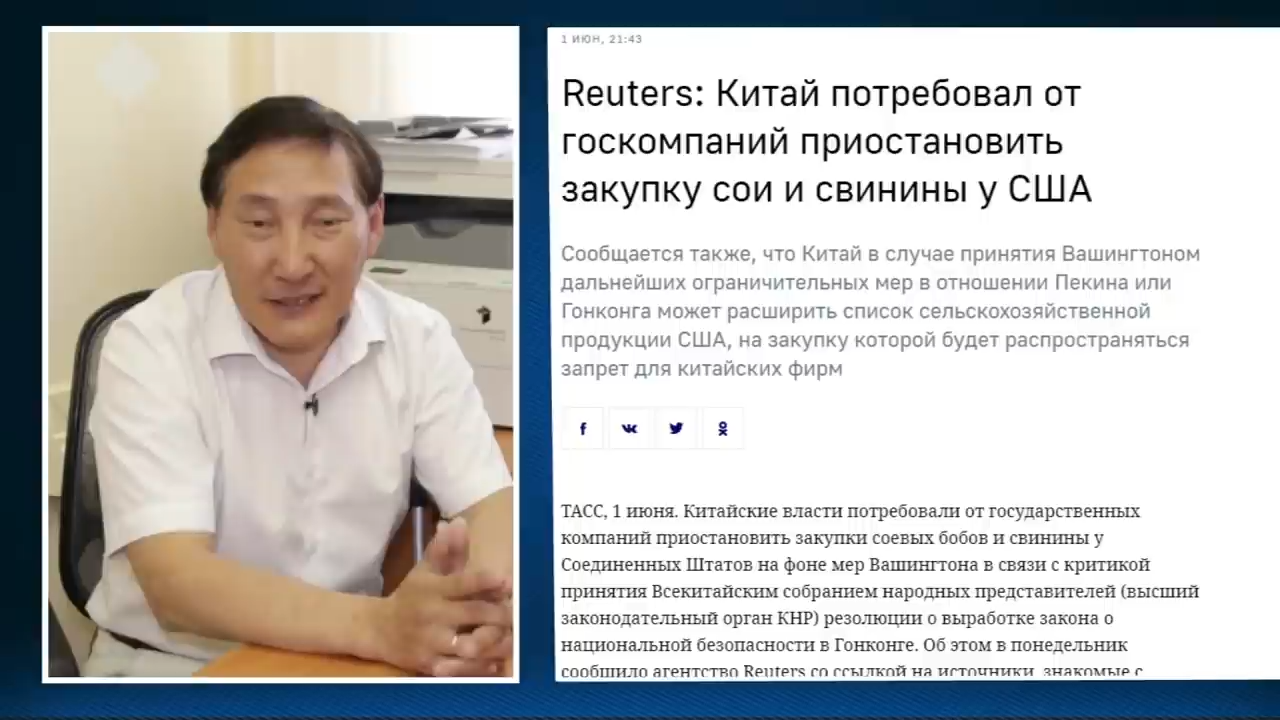 1 ИЮН, 21:43
Reuters: Китай потребовал от
госкомпаний приостановить
закупку сои и свинины у США
Сообщается также, что Китай в случае принятия Вашингтоном
дальнейших ограничительных мер в отношении Пекина или
Гонконга может расширить список сельскохозяйственной
продукции США, на закупку которой будет распространяться
запрет для китайских фирм
ТАСС, 1 июня. Китайские власти потребовали от государственных
компаний приостановить закупки соевых бобов и свинины у
Соединенных Штатов на фоне мер Вашингтона в связи с критикой
принятия Всекитайским собранием народных представителей (высший
законодательный орган КНР) резолюции о выработке закона о
национальной безопасности в Гонконге. Об этом в понедельник
сообщило агентство Reuters со ссылкой на источники, знакомые с